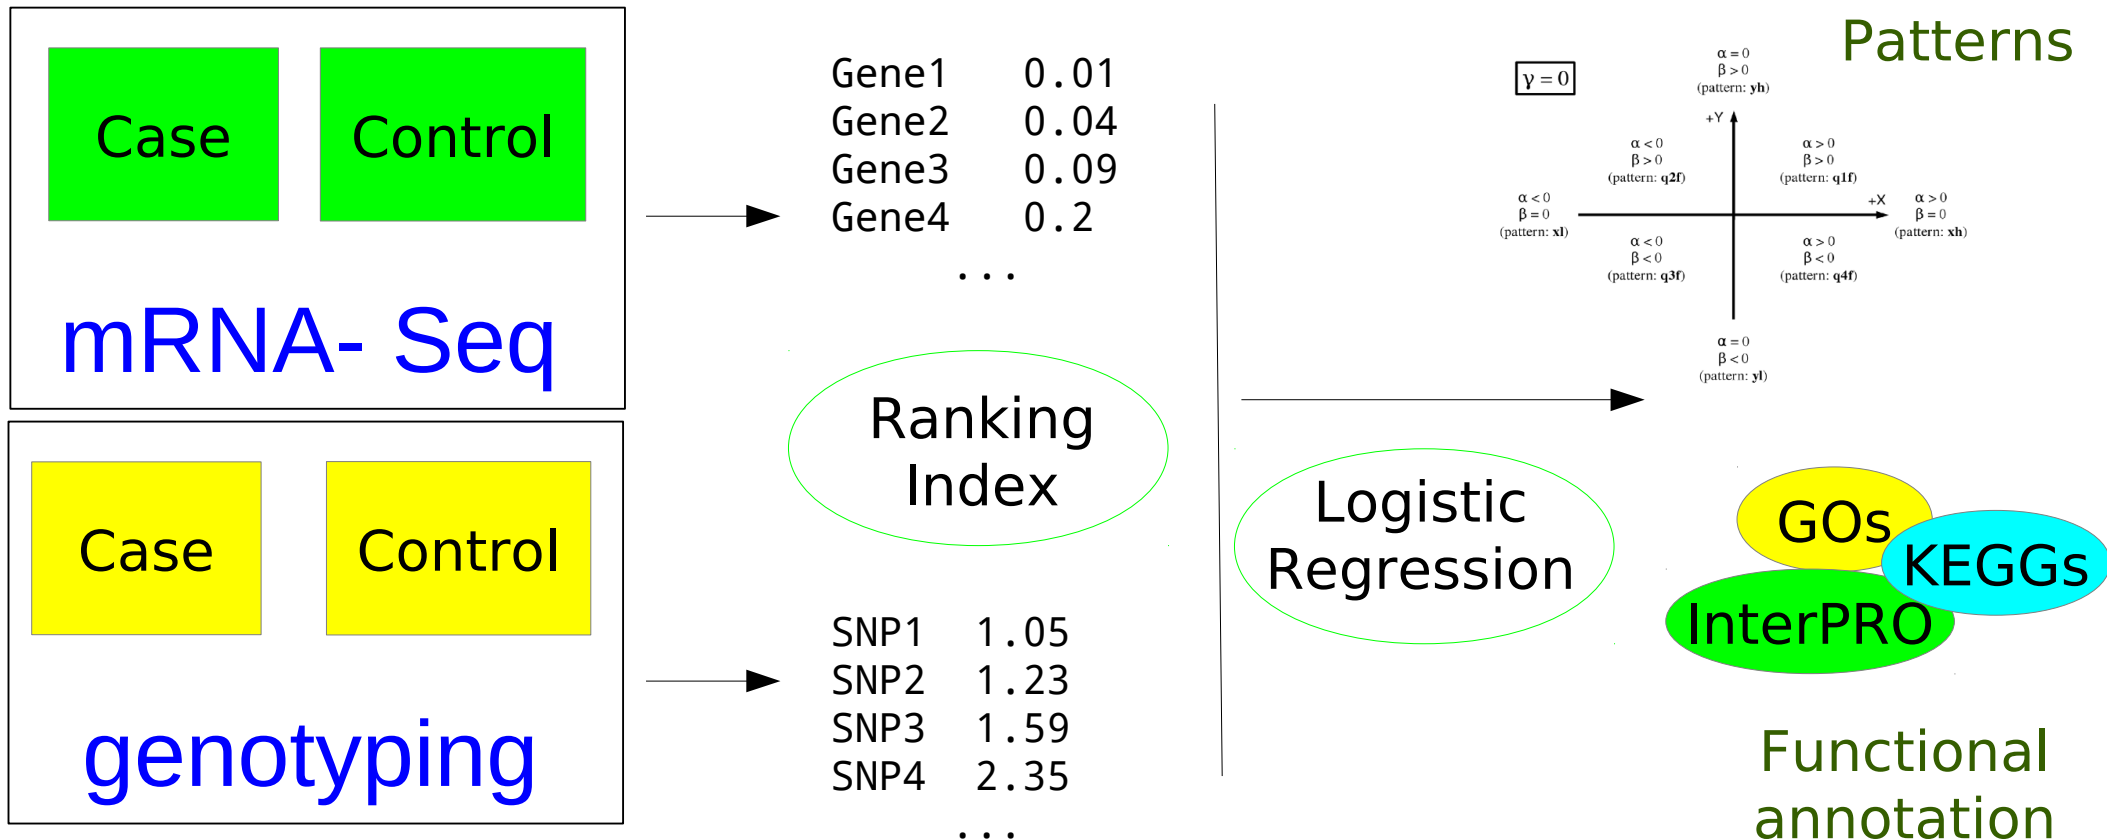 Case
Control
mRNA- Seq
Case
Control
genotyping
Gene1 0.01
Gene2 0.04
Gene3 0.09
Gene4 0.2
...
Ranking
Index
SNP1 1.05
SNP2 1.23
SNP3 1.59
SNP4 2.35
...
Logistic
Regression
Patterns
γ = 0
α = 0
β > 0
(pattern: yh)
+Y
α < 0
β > 0
(pattern: q2f)
α > 0
β > 0
(pattern: q1f)
α < 0
β = 0
(pattern: xl)
+X
α > 0
β = 0
(pattern: xh)
α < 0
β < 0
(pattern: q3f)
α > 0
β < 0
(pattern: q4f)
α = 0
β < 0
(pattern: yl)
GOs
KEGGs
InterPRO
Functional
annotation